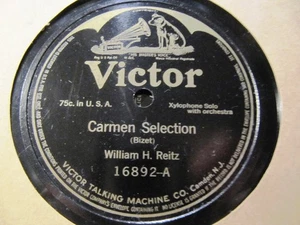 "HIS MASTER'S VOICE"
Victor
75c. in U. S. A.
Xylophone Solo
with orchestra
Carmen Selection
(Bizet)
William H. Reitz
16892-A
VICTOR TALKING MACHINE CO. Camden, N.J.